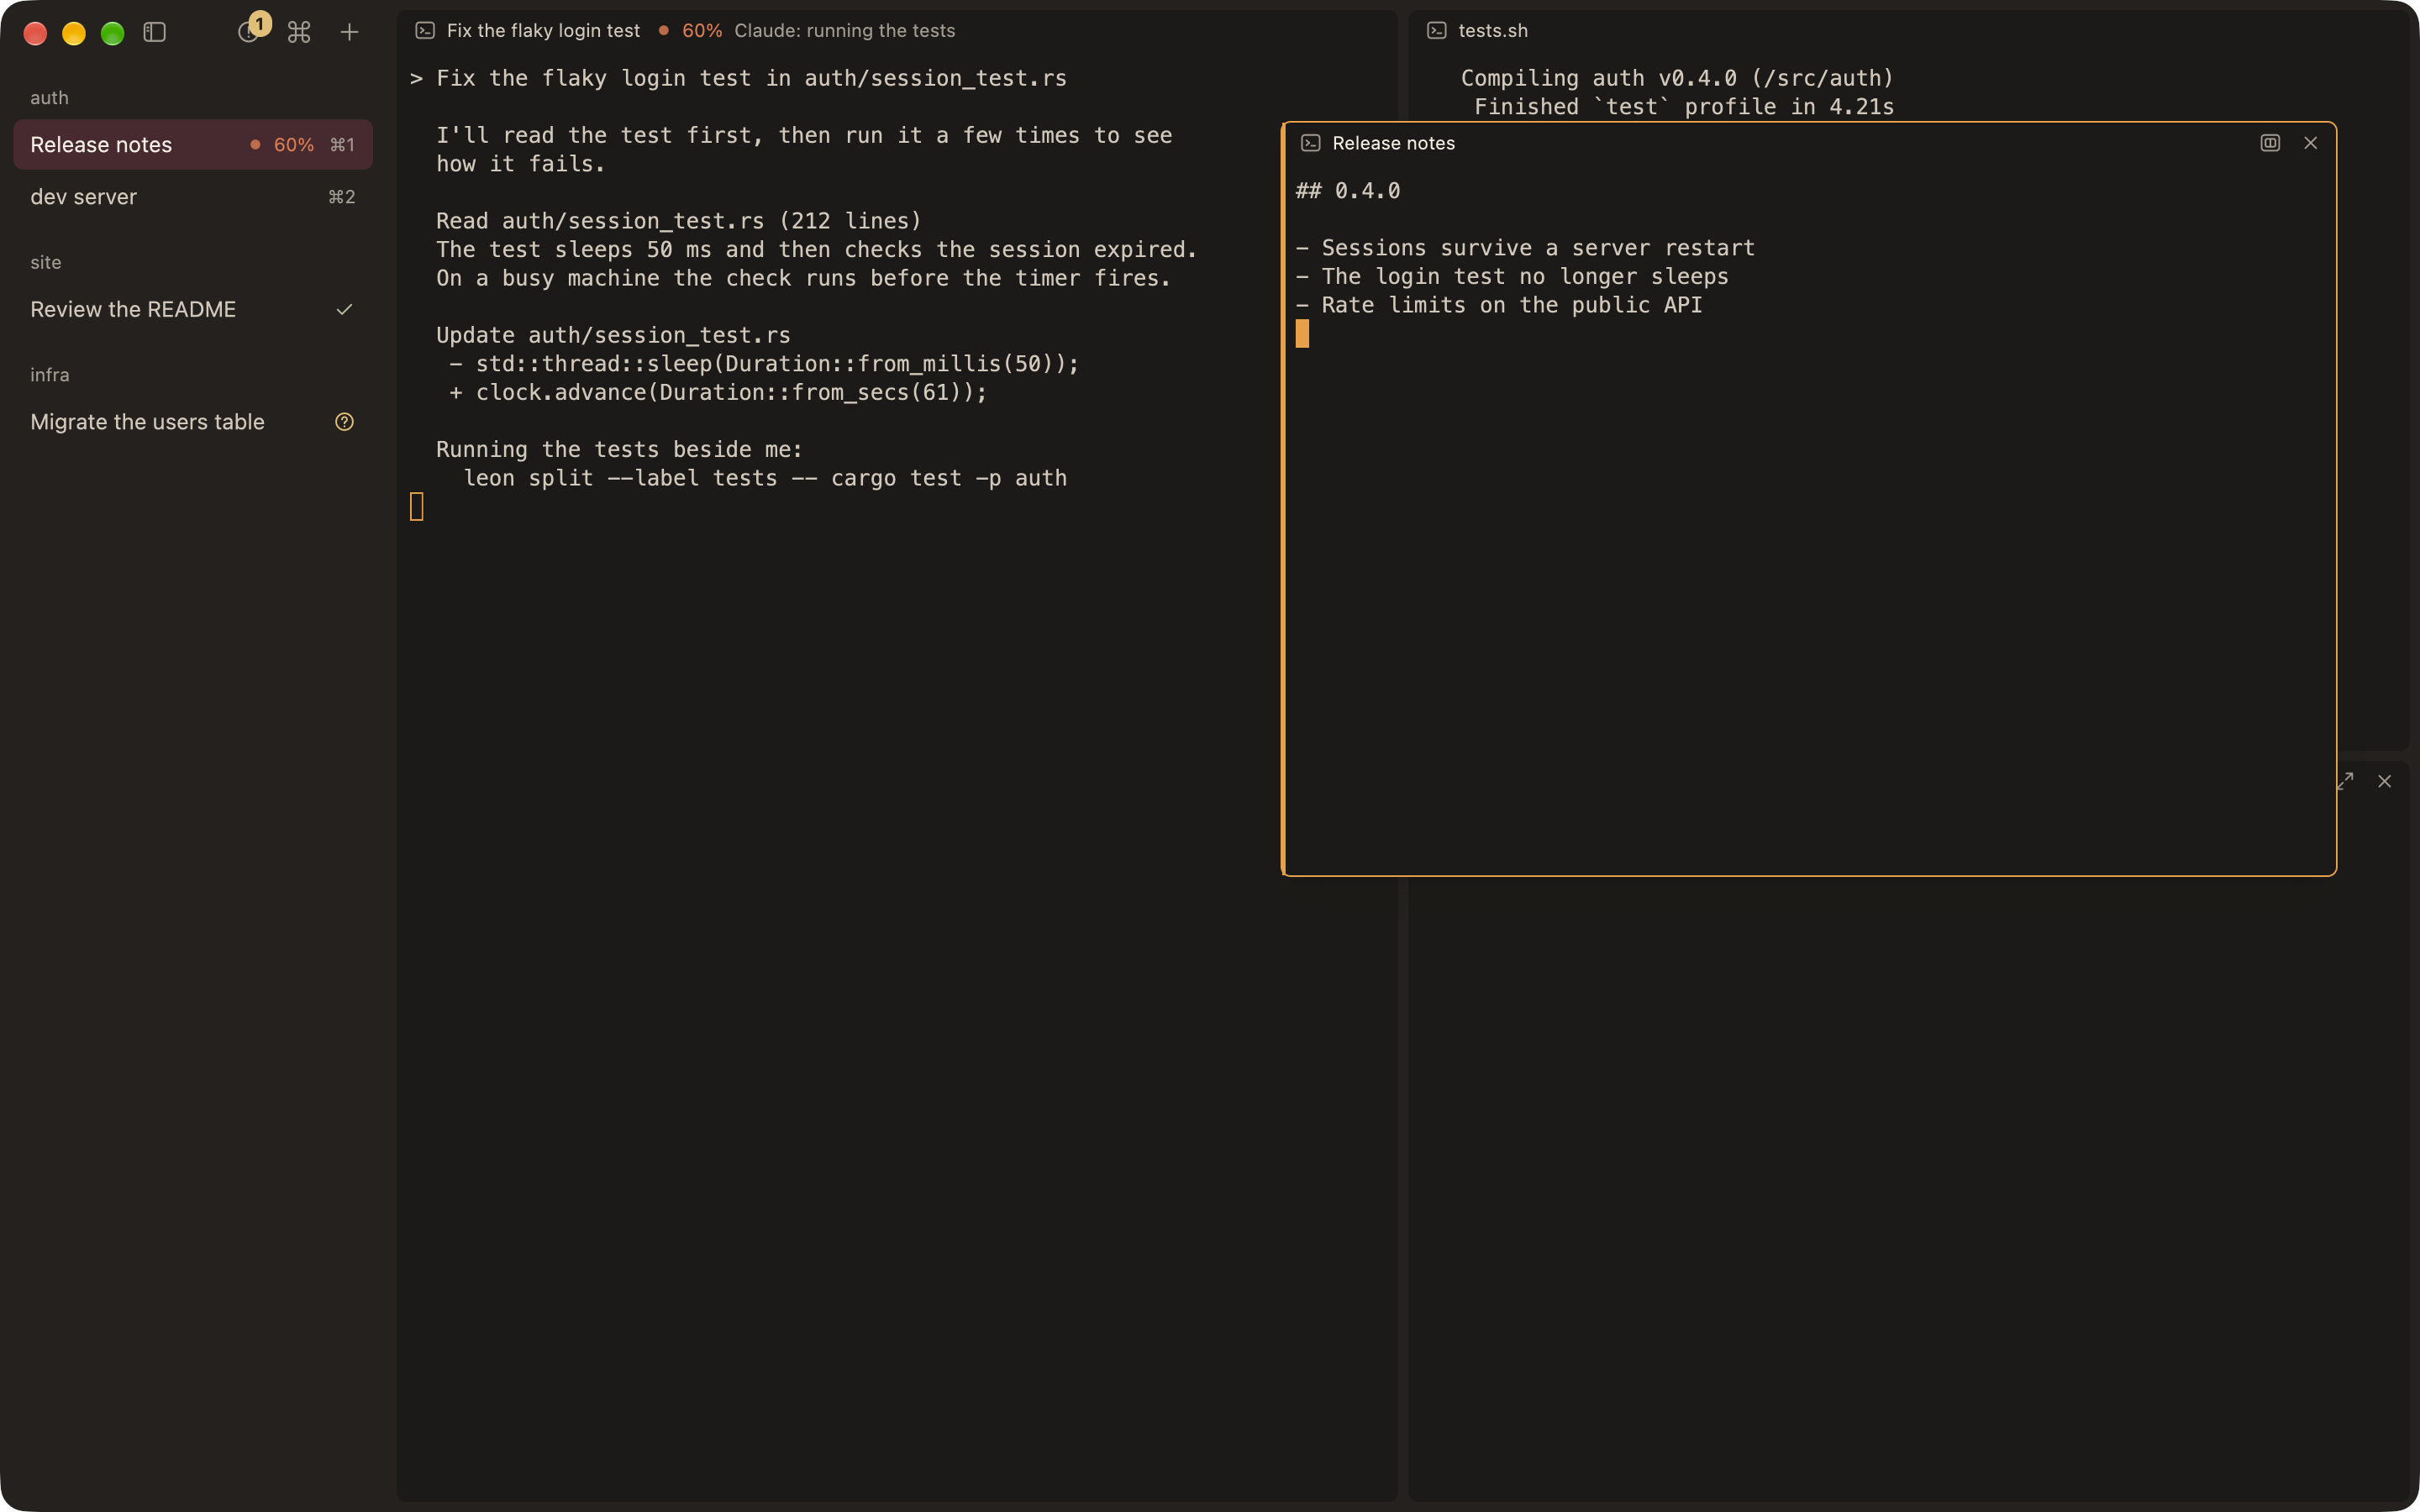 1
auth
Release notes 60% ⌘1
dev server ⌘2
site
Review the README
infra
Migrate the users table
Fix the flaky login test 60% Claude: running the tests
> Fix the flaky login test in auth/session_test.rs
I'll read the test first, then run it a few times to see
how it fails.
Read auth/session_test.rs (212 lines)
The test sleeps 50 ms and then checks the session expired.
On a busy machine the check runs before the timer fires.
Update auth/session_test.rs
- std::thread::sleep(Duration::from_millis(50));
+ clock.advance(Duration::from_secs(61));
Running the tests beside me:
leon split --label tests -- cargo test -p auth
tests.sh
Compiling auth v0.4.0 (/src/auth)
Finished `test` profile in 4.21s
Release notes
## 0.4.0
- Sessions survive a server restart
- The login test no longer sleeps
- Rate limits on the public API